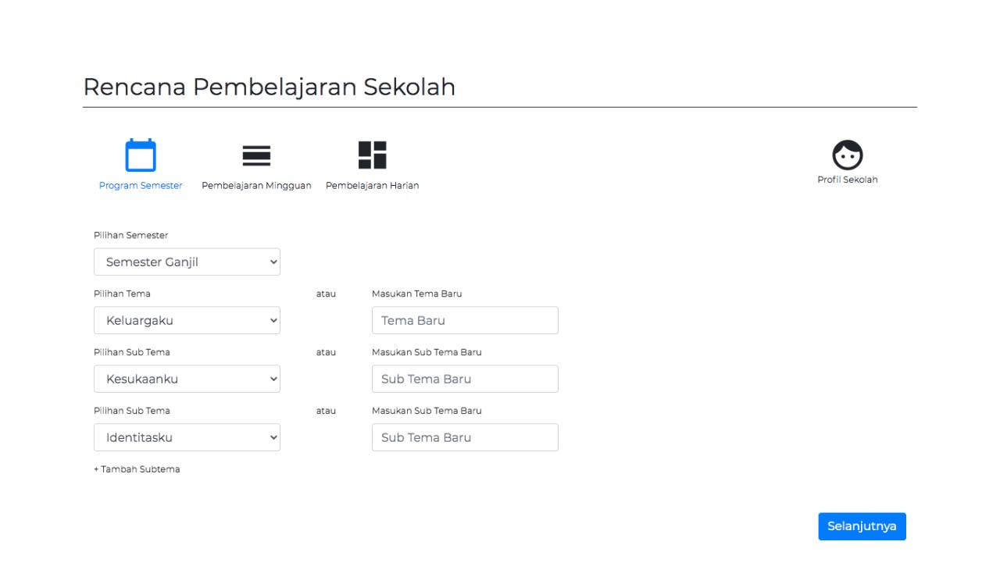 Rencana Pembelajaran Sekolah
Program Semester
Pembelajaran Mingguan
Pembelajaran Harian
Profil Sekolah
Pilihan Semester
Semester Ganjil
Pilihan Tema
atau
Masukan Tema Baru
Keluargaku
Tema Baru
Pilihan Sub Tema
atau
Masukan Sub Tema Baru
Kesukaanku
Sub Tema Baru
Pilihan Sub Tema
atau
Masukan Sub Tema Baru
Identitasku
Sub Tema Baru
+ Tambah Subtema
Selanjutnya